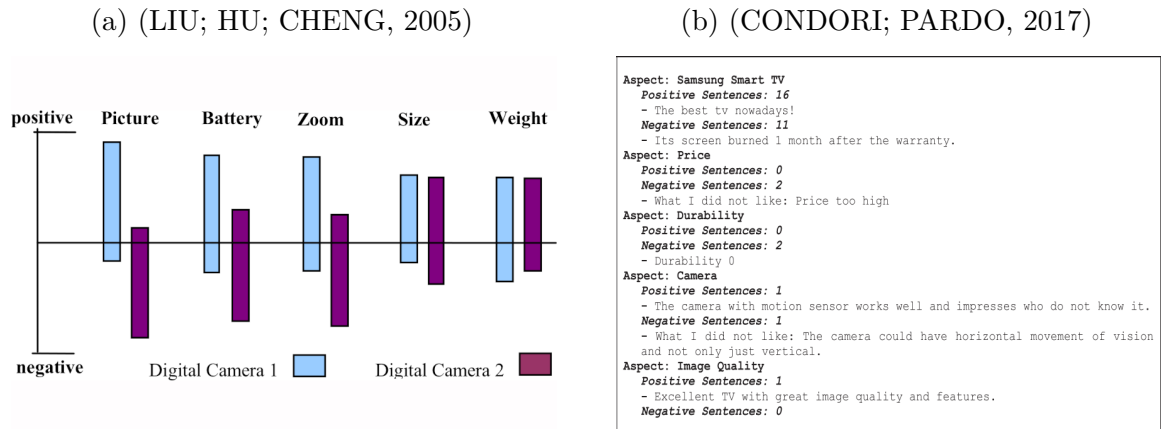 (a) (LIU; HU; CHENG, 2005)
positive Picture Battery Zoom Size Weight
negative
Digital Camera 1
Digital Camera 2
(b) (CONDORI; PARDO, 2017)
Aspect: Samsung Smart TV
Positive Sentences: 16
- The best tv nowadays!
Negative Sentences: 11
- Its screen burned 1 month after the warranty.
Aspect: Price
Positive Sentences: 0
Negative Sentences: 2
- What I did not like: Price too high
Aspect: Durability
Positive Sentences: 0
Negative Sentences: 2
- Durability 0
Aspect: Camera
Positive Sentences: 1
- The camera with motion sensor works well and impresses who do not know it.
Negative Sentences: 1
- What I did not like: The camera could have horizontal movement of vision
and not only just vertical.
Aspect: Image Quality
Positive Sentences: 1
- Excellent TV with great image quality and features.
Negative Sentences: 0